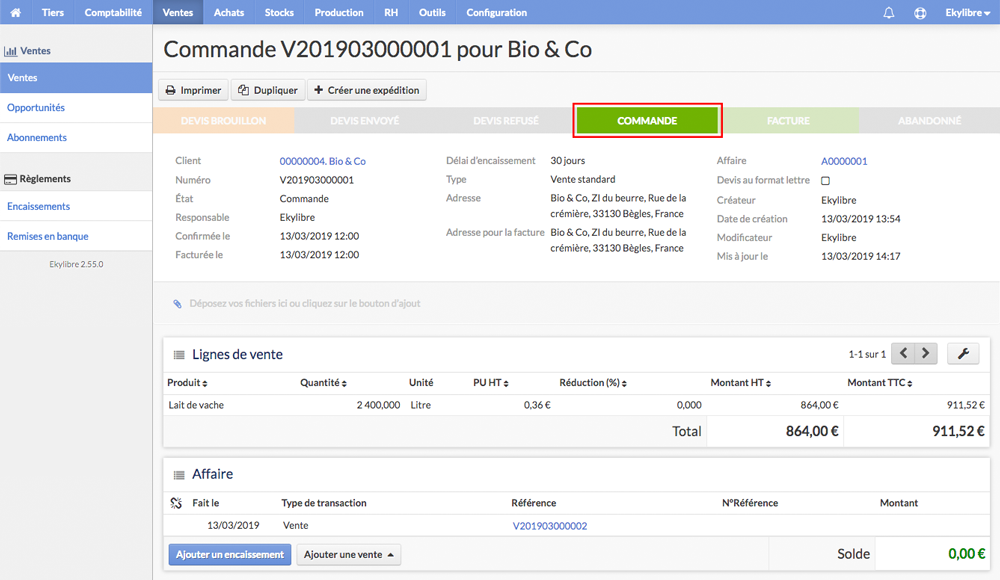 Tiers Comptabilité Ventes Achats Stocks Production RH Outils Configuration Ekylibre
Ventes
Ventes
Opportunités
Abonnements
Règlements
Encaissements
Remises en banque
Ekylibre 2.55.0
Commande V201903000001 pour Bio & Co
Imprimer Dupliquer Créer une expédition
DEVIS BROUILLON DEVIS ENVOYÉ DEVIS REFUSÉ COMMANDE FACTURE ABANDONNÉ
Client 00000004. Bio & Co
Numéro V201903000001
État Commande
Responsable Ekylibre
Confirmée le 13/03/2019 12:00
Facturée le 13/03/2019 12:00
Délai d'encaissement 30 jours
Type Vente standard
Adresse Bio & Co, ZI du beurre, Rue de la
crémière, 33130 Bègles, France
Adresse pour la facture Bio & Co, ZI du beurre, Rue de la
crémière, 33130 Bègles, France
Affaire A0000001
Devis au format lettre
Créateur Ekylibre
Date de création 13/03/2019 13:54
Modificateur Ekylibre
Mis à jour le 13/03/2019 14:17
Déposez vos fichiers ici ou cliquez sur le bouton d'ajout
Lignes de vente 1-1 sur 1
Produit Quantité Unité PU HT Réduction (%) Montant HT Montant TTC
Lait de vache 2 400,000 Litre 0,36 € 0,000 864,00 € 911,52 €
Total 864,00 € 911,52 €
Affaire
Fait le Type de transaction Référence N°Référence Montant
13/03/2019 Vente V201903000002
Ajouter un encaissement Ajouter une vente Solde 0,00 €